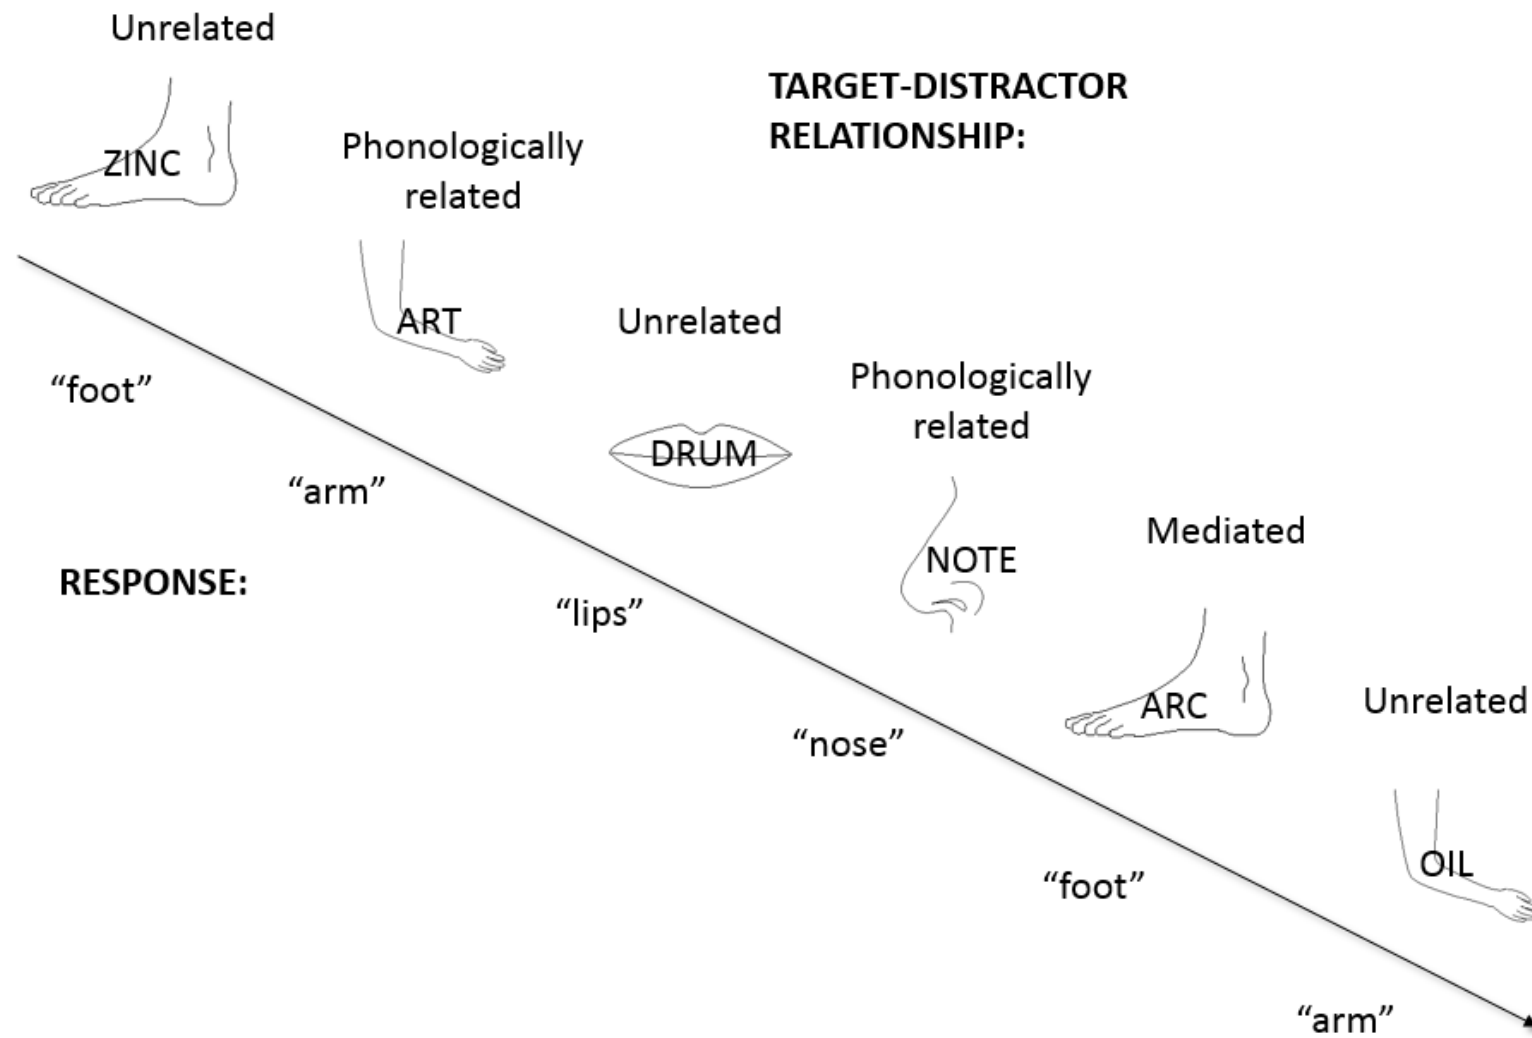 Unrelated
ZINC
TARGET-DISTRACTOR
RELATIONSHIP:
Phonologically
related
ART
Unrelated
DRUM
Phonologically
related
NOTE
Mediated
ARC
Unrelated
OIL
RESPONSE:
“foot”
“arm”
“lips”
“nose”
“foot”
“arm”